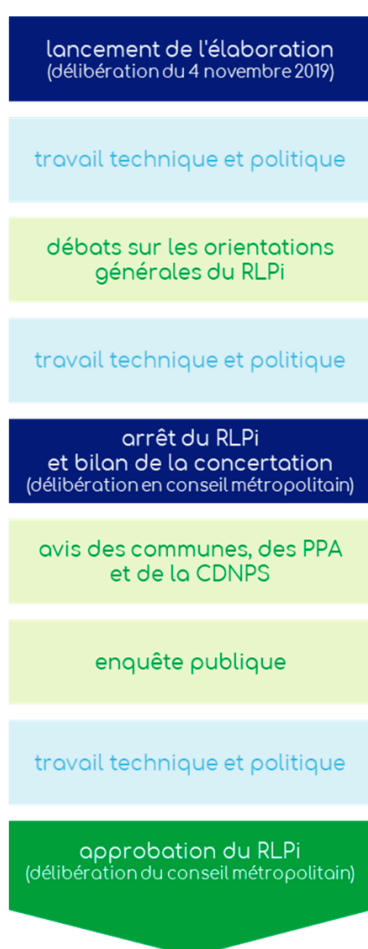 lancement de l'élaboration
(délibération du 4 novembre 2019)
travail technique et politique
débats sur les orientations
générales du RLPi
travail technique et politique
arrêt du RLPi
et bilan de la concertation
(délibération en conseil métropolitain)
avis des communes, des PPA
et de la CDNPS
enquête publique
travail technique et politique
approbation du RLPi
(délibération du conseil métropolitain)